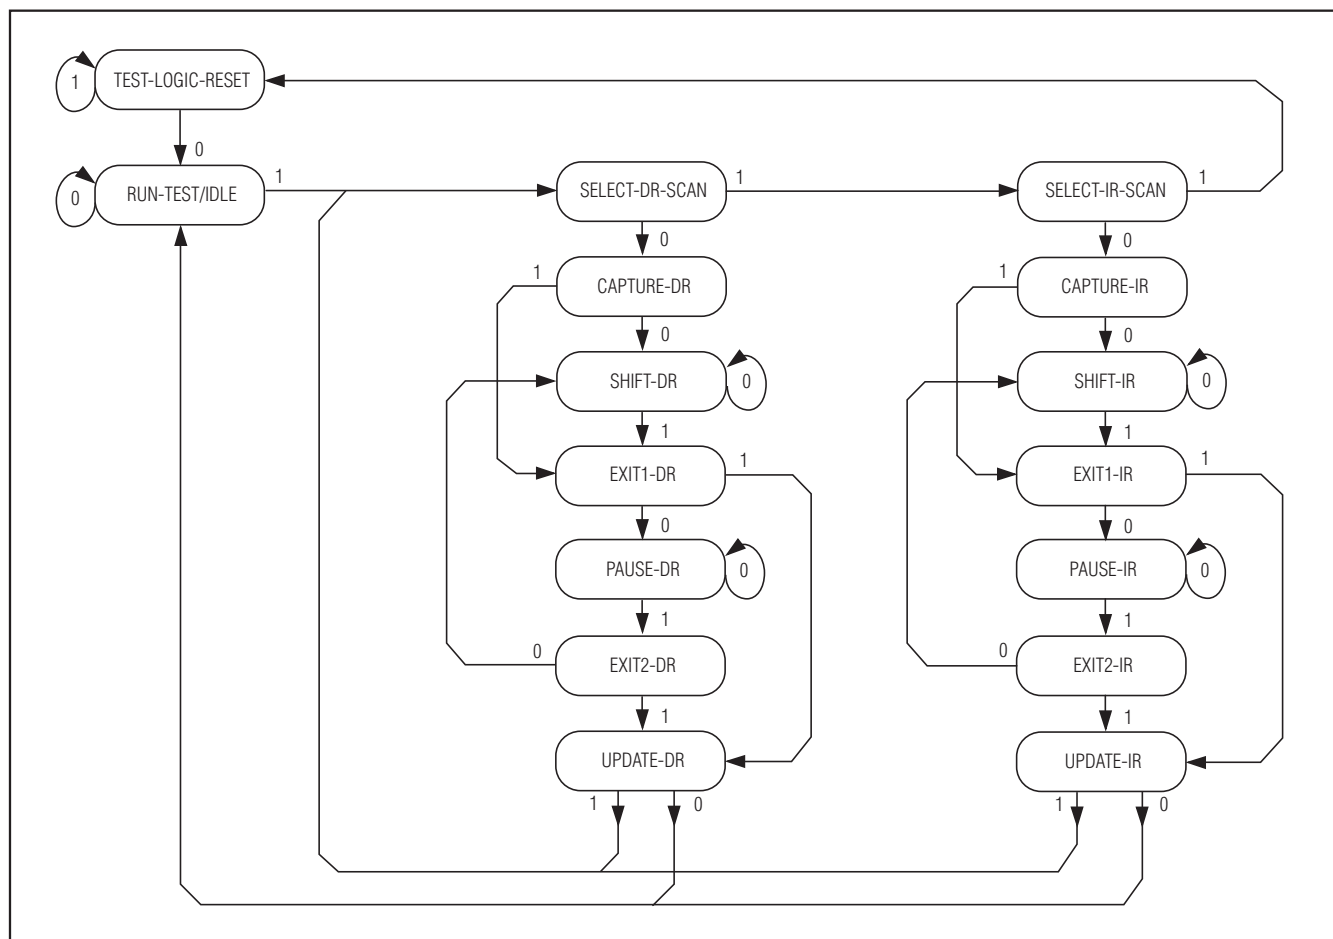 TEST-LOGIC-RESET
1
0
RUN-TEST/IDLE
0
1
SELECT-DR-SCAN
1
0
CAPTURE-DR
1
0
SHIFT-DR
0
1
EXIT1-DR
1
0
PAUSE-DR
0
1
EXIT2-DR
0
1
UPDATE-DR
1
0
SELECT-IR-SCAN
1
0
CAPTURE-IR
1
0
SHIFT-IR
0
1
EXIT1-IR
1
0
PAUSE-IR
0
1
EXIT2-IR
0
1
UPDATE-IR
1
0